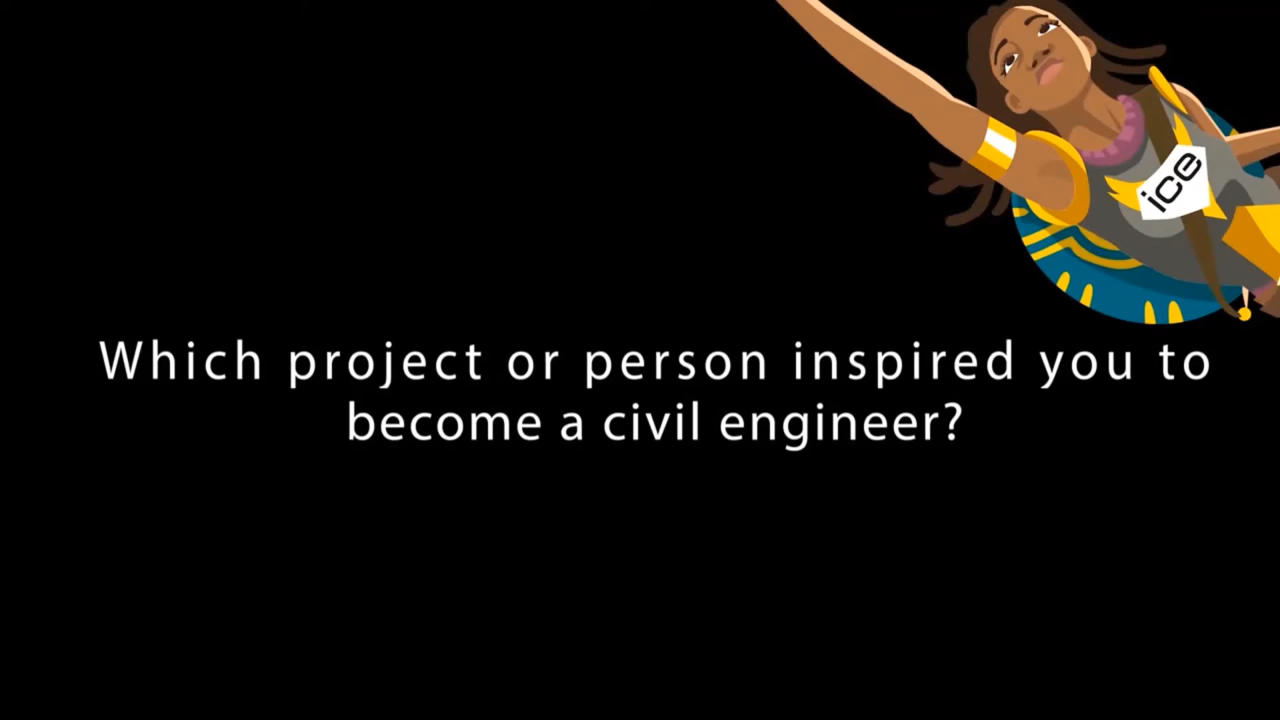 ice
Which project or person inspired you to
become a civil engineer?